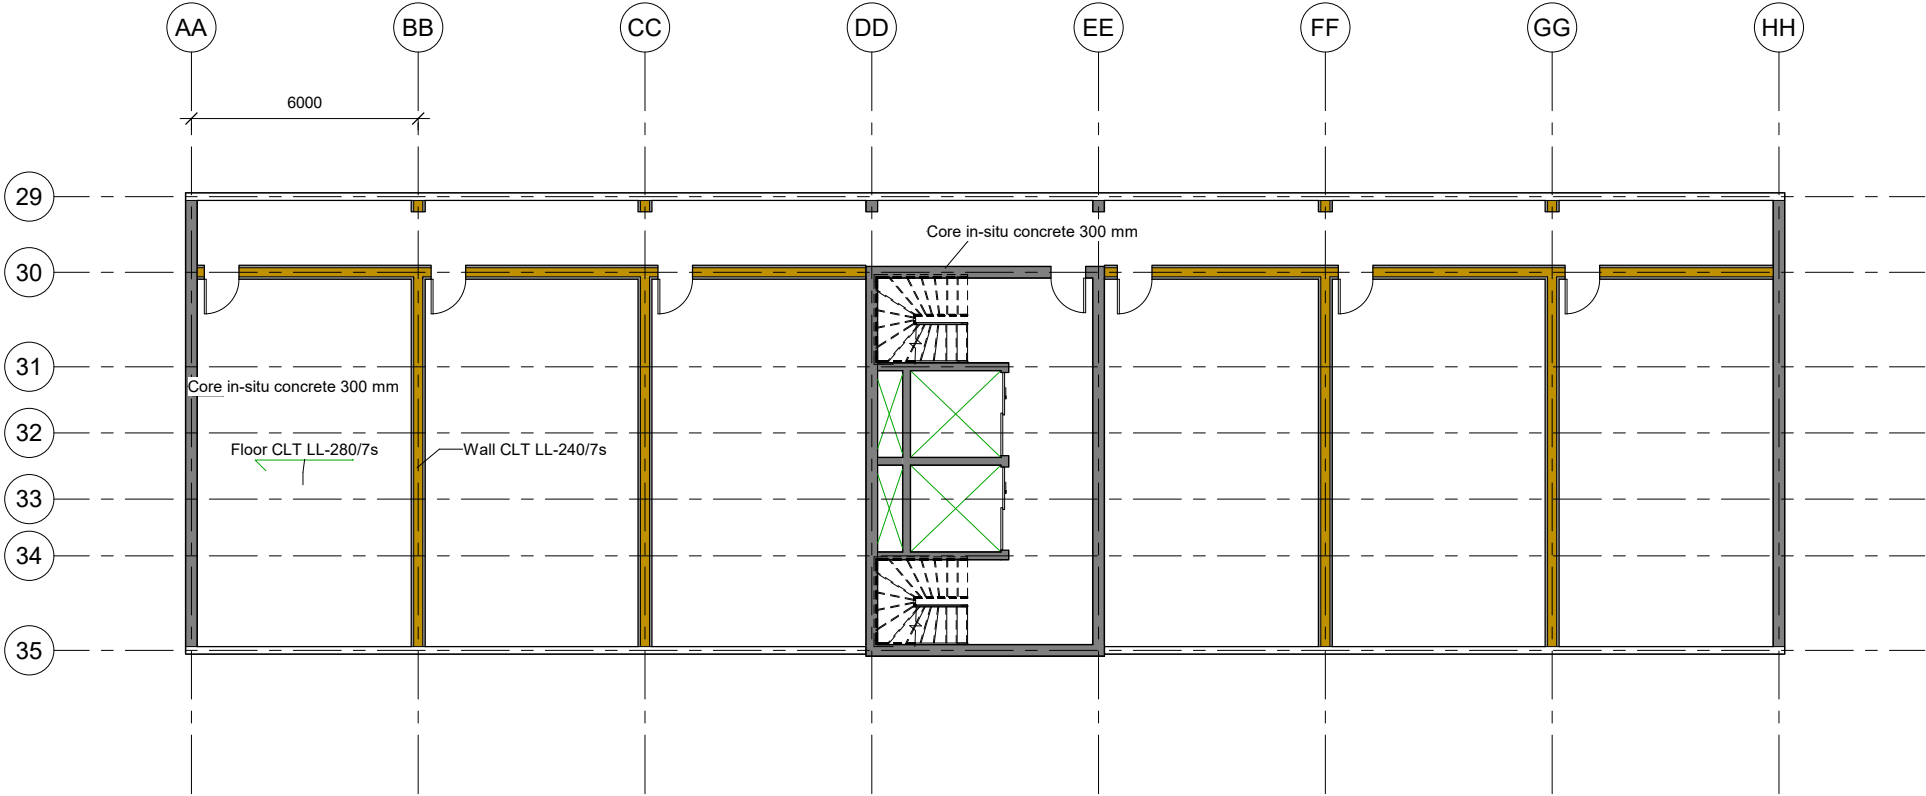 AA
BB
CC
DD
EE
FF
GG
HH
6000
29
Core in-situ concrete 300 mm
30
31
Core in-situ concrete 300 mm
32
Floor CLT LL-280/7s
Wall CLT LL-240/7s
33
34
35